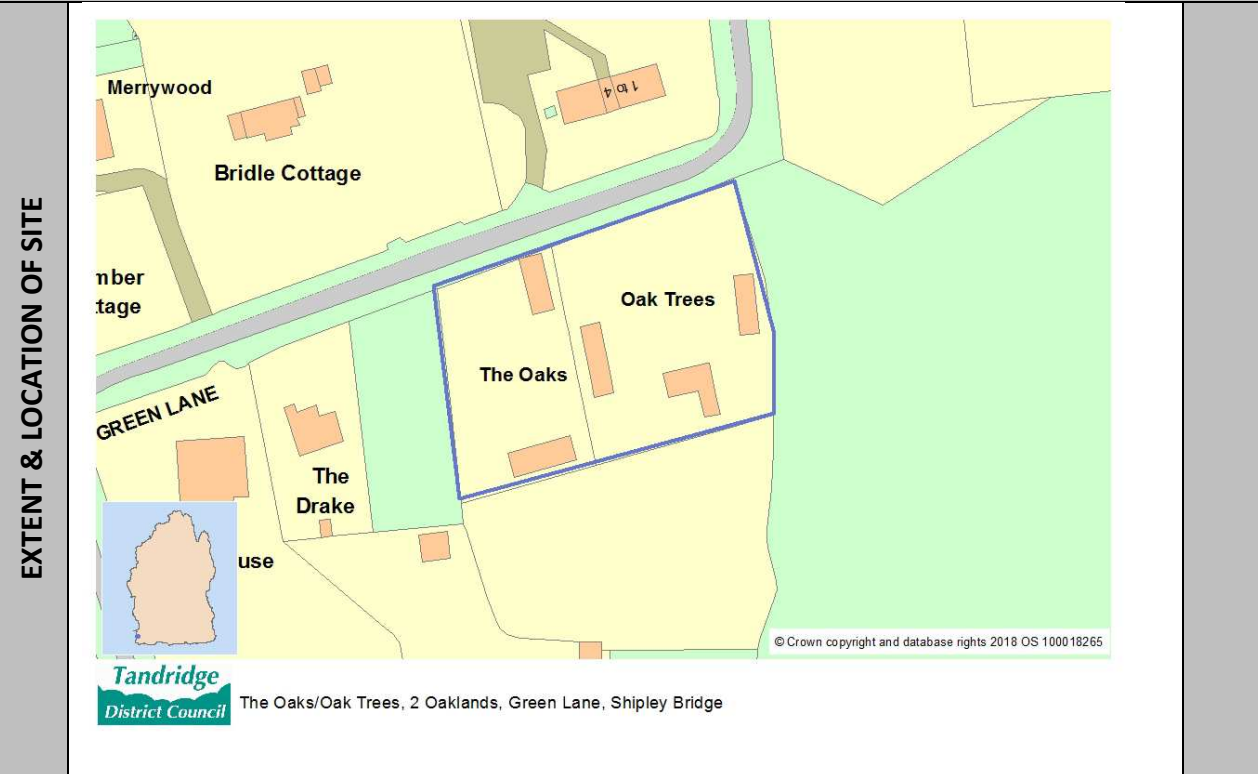 EXTENT & LOCATION OF SITE
Merrywood
1 to 4
Bridle Cottage
mber
tage
Oak Trees
The Oaks
GREEN LANE
The
Drake
use
© Crown copyright and database rights 2018 OS 100018265
Tandridge
District Council
The Oaks/Oak Trees, 2 Oaklands, Green Lane, Shipley Bridge